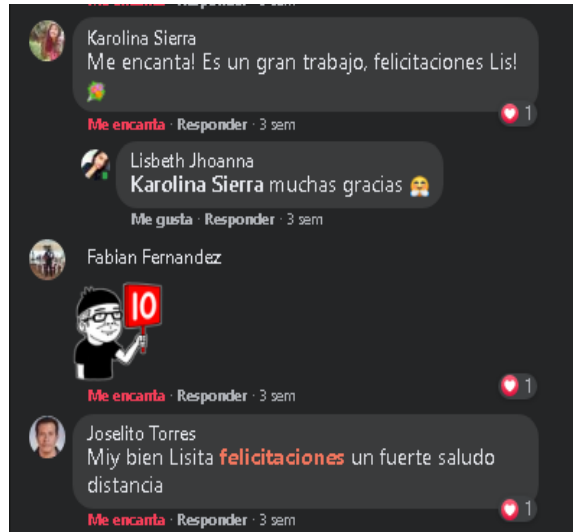 Karolina Sierra
Me encanta! Es un gran trabajo, felicitaciones Lis!
1
Me encanta · Responder · 3 sem
Lisbeth Jhoanna
Karolina Sierra muchas gracias
Me gusta · Responder · 3 sem
Fabian Fernandez
10
1
Me encanta · Responder · 3 sem
Joselito Torres
Miy bien Lisita felicitaciones un fuerte saludo
distancia
1
Me encanta · Responder · 3 sem